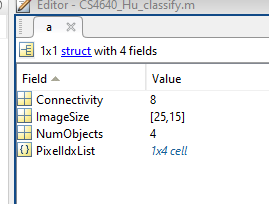 Editor - CS4640_Hu_classify.m
a
1x1 struct with 4 fields
Field Value
Connectivity 8
ImageSize [25,15]
NumObjects 4
PixelIdxList 1x4 cell